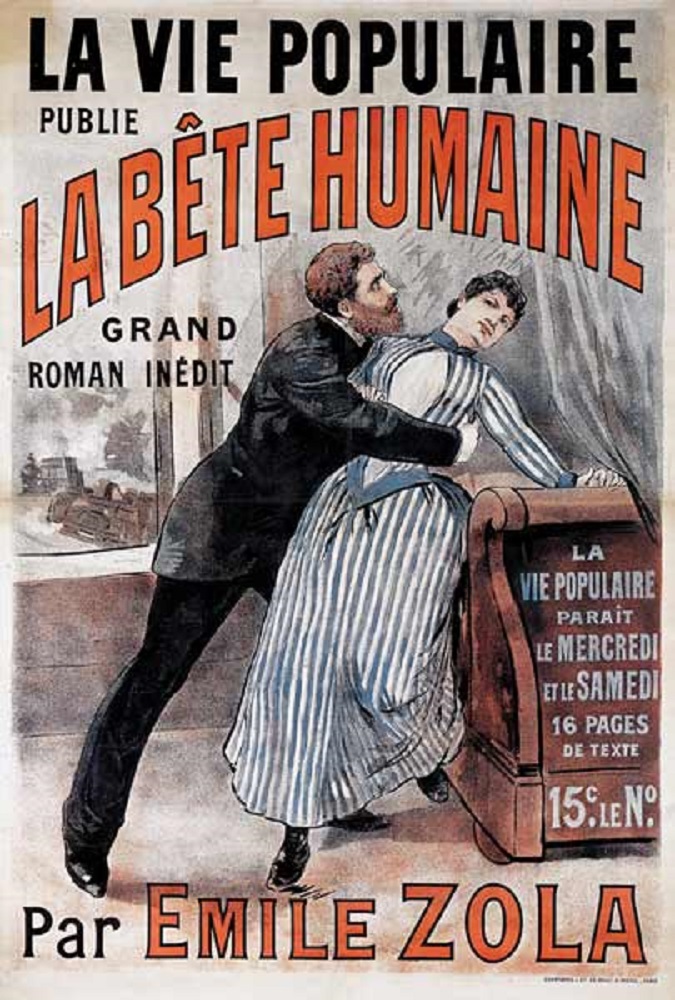 LA VIE POPULAIRE
PUBLIE
LA BÊTE HUMAINE
GRAND
ROMAN INÉDIT
LA
VIE POPULAIRE
PARAÎT
LE MERCREDI
ET LE SAMEDI
16 PAGES
DE TEXTE
15 C. LE No.
Par EMILE ZOLA